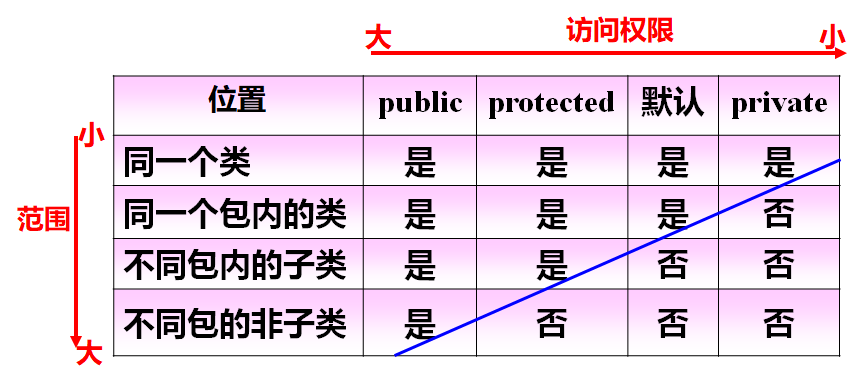 访问权限
大 小
位置 public protected 默认 private
小
同一个类 是 是 是 是
同一个包内的类 是 是 是 否
范围
不同包内的子类 是 是 否 否
不同包的非子类 是 否 否 否
大